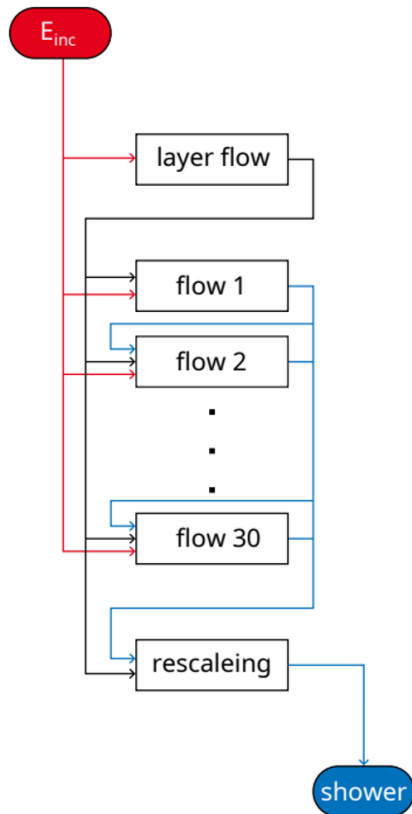 E_inc
layer flow
flow 1
flow 2
flow 30
rescaleing
shower